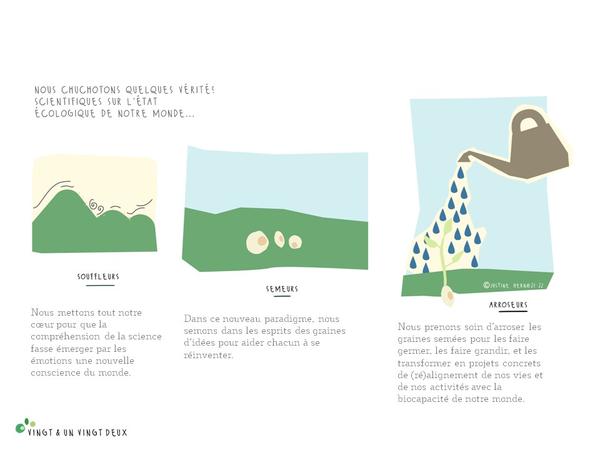 NOUS CHUCHOTONS QUELQUES VÉRITÉS
SCIENTIFIQUES SUR L'ÉTAT
ÉCOLOGIQUE DE NOTRE MONDE...
SOUFFLEURS
Nous mettons tout notre
cœur pour que la
compréhension de la science
fasse émerger par les
émotions une nouvelle
conscience du monde.
SEMEURS
Dans ce nouveau paradigme, nous
semons dans les esprits des graines
d'idées pour aider chacun à se
réinventer.
ARROSEURS
Nous prenons soin d'arroser les
graines semées pour les faire
germer, les faire grandir, et les
transformer en projets concrets
de (ré)alignement de nos vies et
de nos activités avec la
biocapacité de notre monde.
VINGT & UN VINGT DEUX